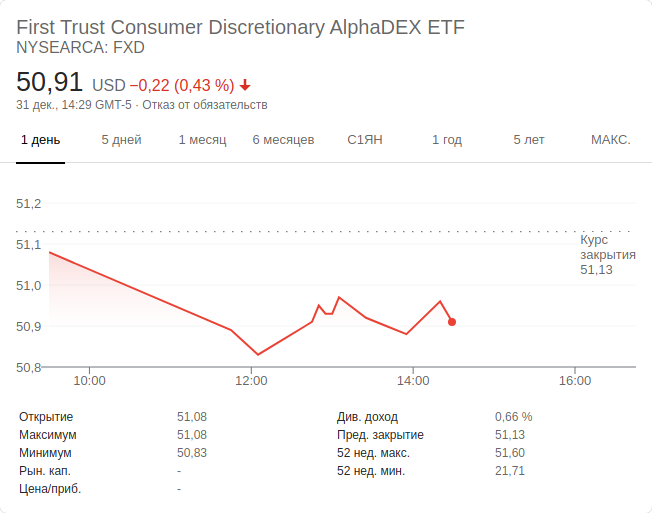 First Trust Consumer Discretionary AlphaDEX ETF
NYSEARCA: FXD
50,91 USD −0,22 (0,43 %)
31 дек., 14:29 GMT-5 · Отказ от обязательств
1 день 5 дней 1 месяц 6 месяцев С1ЯН 1 год 5 лет МАКС.
51,2
51,1
51,0
50,9
50,8
Курс
закрытия
51,13
10:00 12:00 14:00 16:00
Открытие 51,08 Див. доход 0,66 %
Максимум 51,08 Пред. закрытие 51,13
Минимум 50,83 52 нед. макс. 51,60
Рын. кап. - 52 нед. мин. 21,71
Цена/приб. -